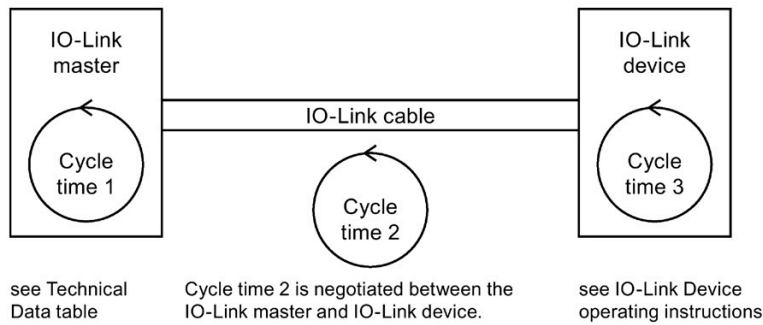 IO-Link
master
IO-Link
device
IO-Link cable
Cycle
time 1
Cycle
time 2
Cycle
time 3
see Technical
Data table
Cycle time 2 is negotiated between the
IO-Link master and IO-Link device.
see IO-Link Device
operating instructions